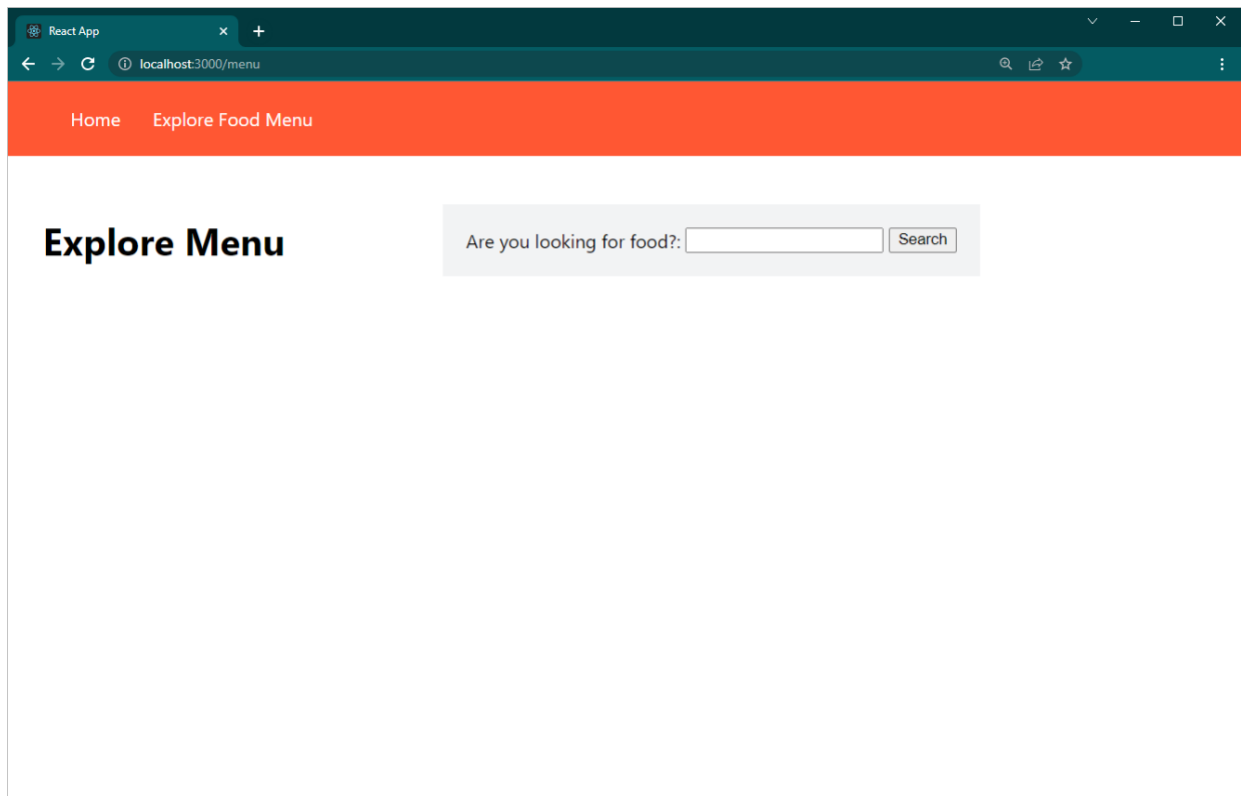 React App
localhost:3000/menu
Home Explore Food Menu
Explore Menu
Are you looking for food?: Search